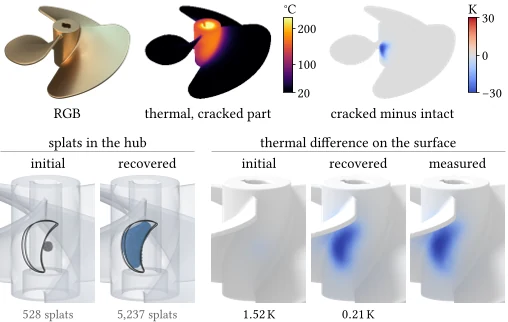 °C
K
200
100
20
30
0
−30
RGB
thermal, cracked part
cracked minus intact
splats in the hub
thermal difference on the surface
initial
recovered
initial
recovered
measured
528 splats
5,237 splats
1.52 K
0.21 K